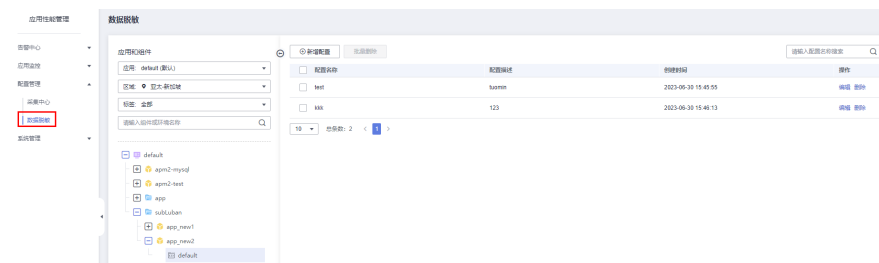 应用性能管理
告警中心
应用监控
配置管理
采集中心
数据脱敏
系统管理
数据脱敏
应用和组件
应用: default (默认)
区域: 亚太-新加坡
标签: 全部
请输入组件或环境名称
default
apm2-mysql
apm2-test
app
subLuban
app_new1
app_new2
default
新增配置 批量删除
请输入配置名称搜索
配置名称 配置描述 创建时间 操作
test tuomin 2023-06-30 15:45:55 编辑 删除
kkk 123 2023-06-30 15:46:13 编辑 删除
10 总条数: 2 < 1 >